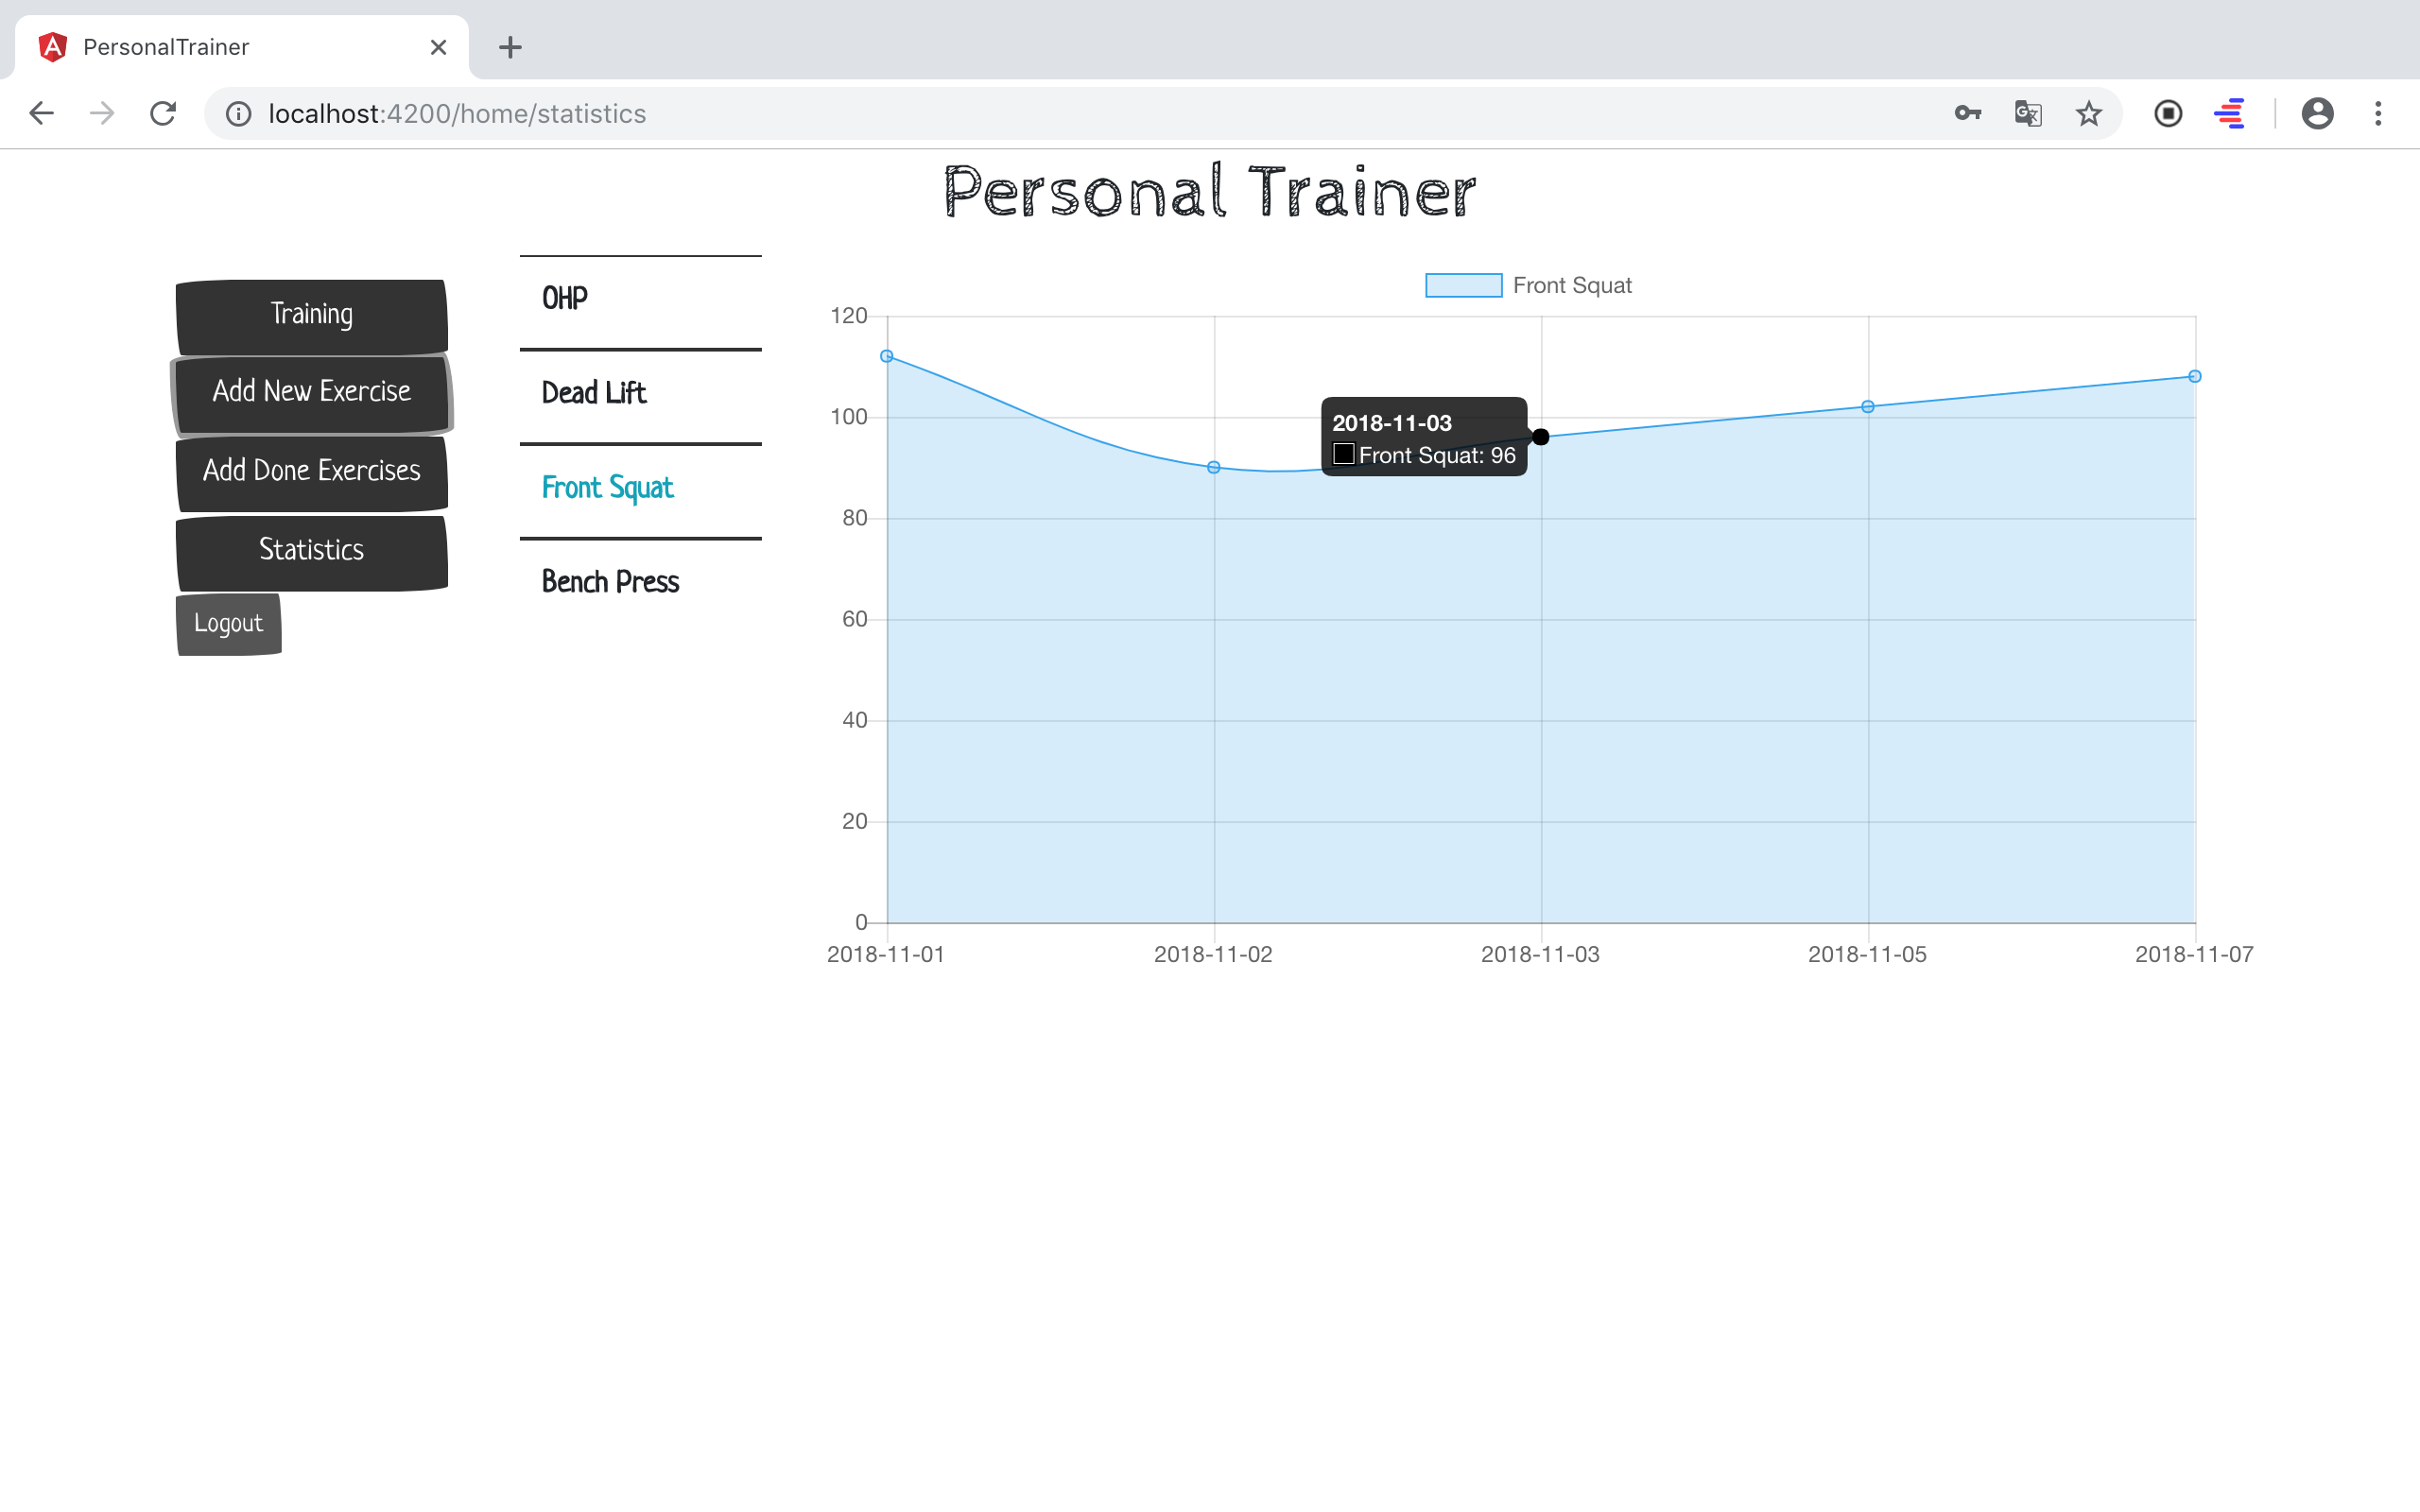 PersonalTrainer
localhost:4200/home/statistics
Personal Trainer
Training
Add New Exercise
Add Done Exercises
Statistics
Logout
OHP
Dead Lift
Front Squat
Bench Press
Front Squat
120
100
80
60
40
20
0
2018-11-03
Front Squat: 96
2018-11-01 2018-11-02 2018-11-03 2018-11-05 2018-11-07